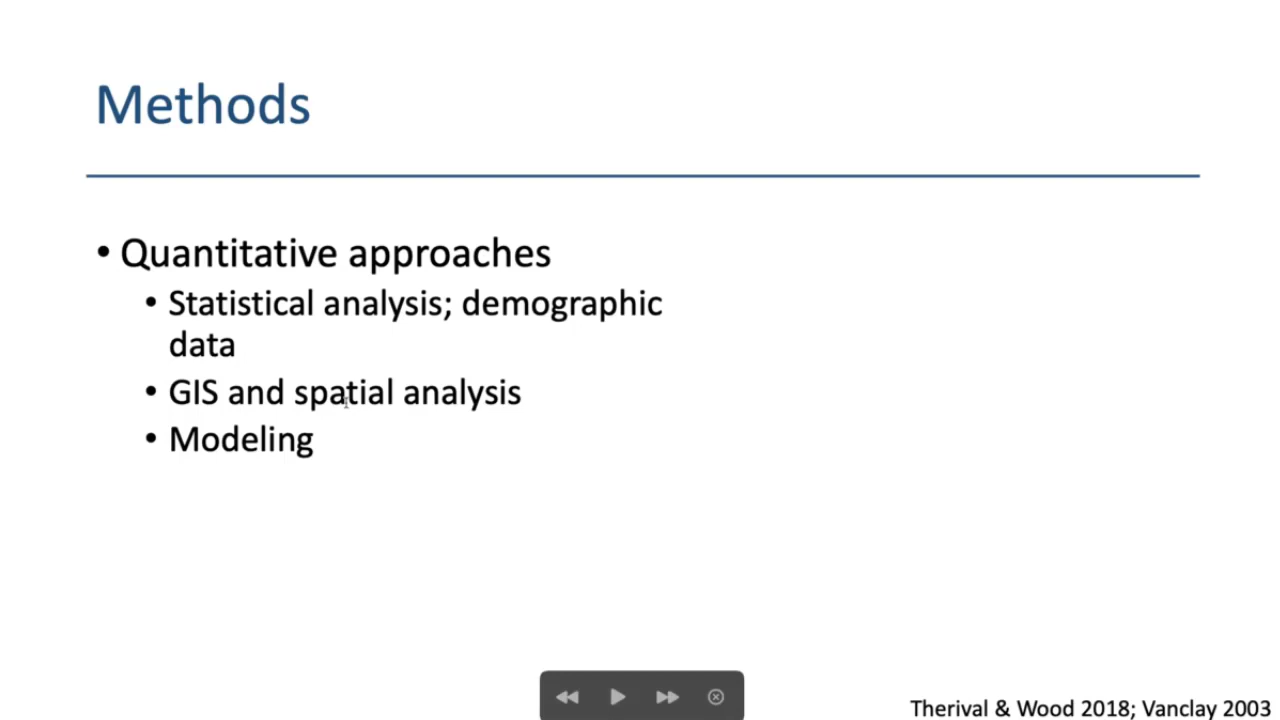 Methods
• Quantitative approaches
• Statistical analysis; demographic
data
• GIS and spatial analysis
• Modeling
Therival & Wood 2018; Vanclay 2003